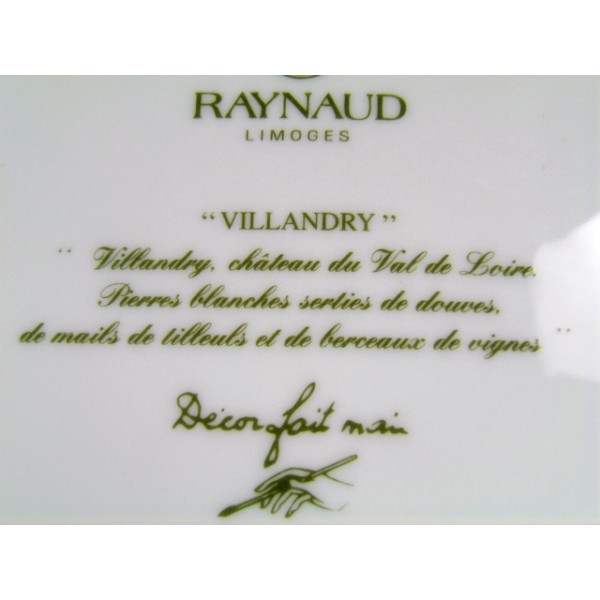 RAYNAUD
LIMOGES
“VILLANDRY”
" Villandry, château du Val de Loire.
Pierres blanches serties de douves,
de mails de tilleuls et de berceaux de vignes "
Décor fait main